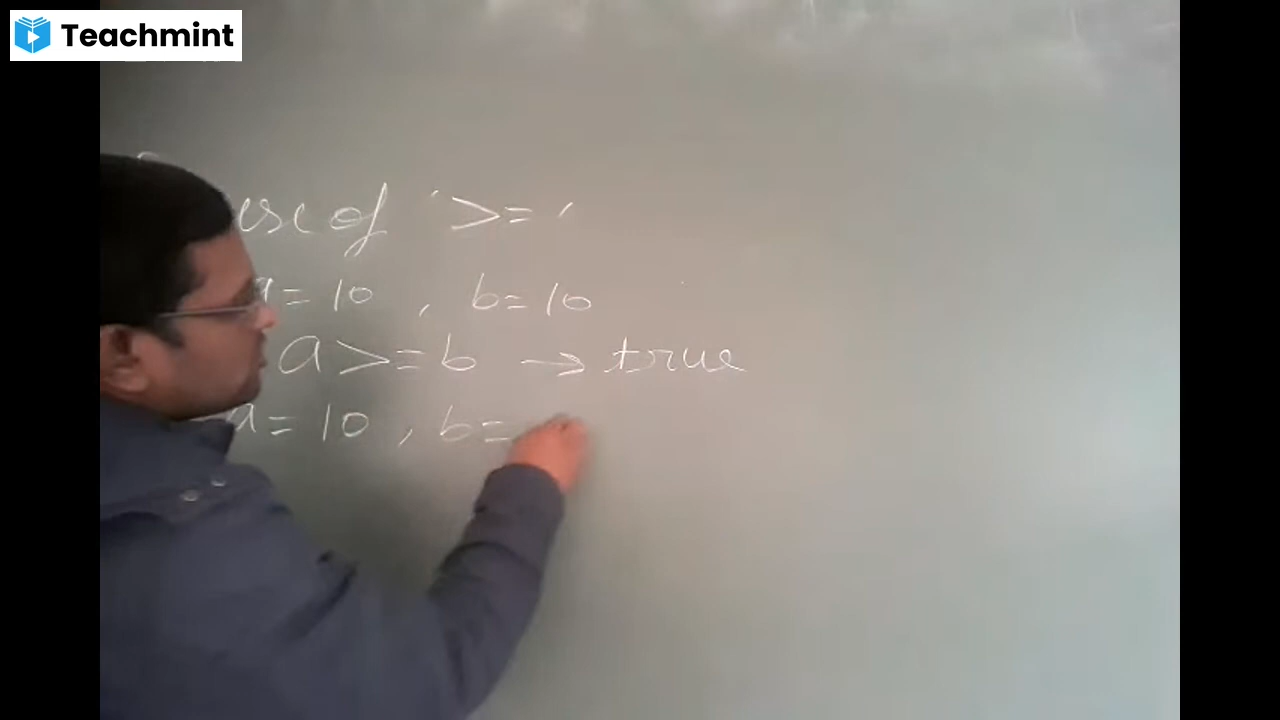 Teachmint
use of '>='
a=10, b=10
a>=b → true
a=10, b=